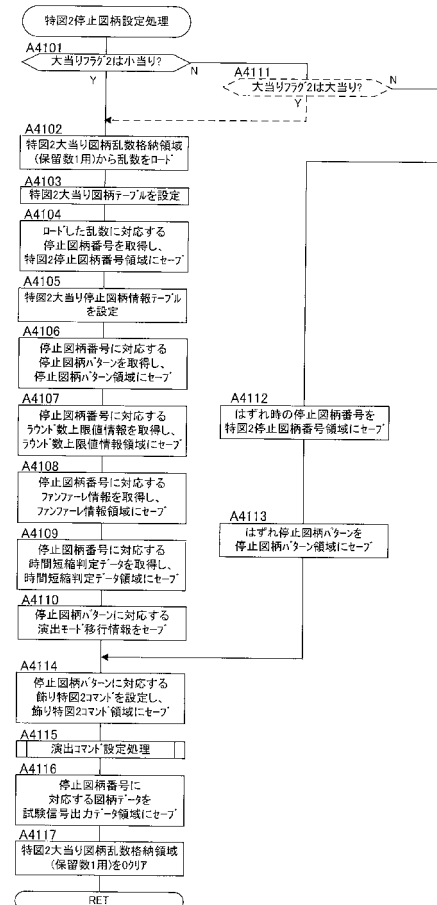 特図2停止図柄設定処理
A4101
大当りフラグ2は小当り?
N
Y
A4111
大当りフラグ2は大当り?
N
Y
A4102
特図2大当り図柄乱数格納領域
(保留数1用)から乱数をロード
A4103
特図2大当り図柄テーブルを設定
A4104
ロードした乱数に対応する
停止図柄番号を取得し、
特図2停止図柄番号領域にセーブ
A4105
特図2大当り停止図柄情報テーブル
を設定
A4106
停止図柄番号に対応する
停止図柄パターンを取得し、
停止図柄パターン領域にセーブ
A4107
停止図柄番号に対応する
ラウンド数上限値情報を取得し、
ラウンド数上限値情報領域にセーブ
A4108
停止図柄番号に対応する
ファンファーレ情報を取得し、
ファンファーレ情報領域にセーブ
A4109
停止図柄番号に対応する
時間短縮判定データを取得し、
時間短縮判定データ領域にセーブ
A4110
停止図柄パターンに対応する
演出モード移行情報をセーブ
A4112
はずれ時の停止図柄番号を
特図2停止図柄番号領域にセーブ
A4113
はずれ停止図柄パターンを
停止図柄パターン領域にセーブ
A4114
停止図柄パターンに対応する
飾り特図2コマンドを設定し、
飾り特図2コマンド領域にセーブ
A4115
演出コマンド設定処理
A4116
停止図柄番号に
対応する図柄データを
試験信号出力データ領域にセーブ
A4117
特図2大当り図柄乱数格納領域
(保留数1用)を0クリア
RET